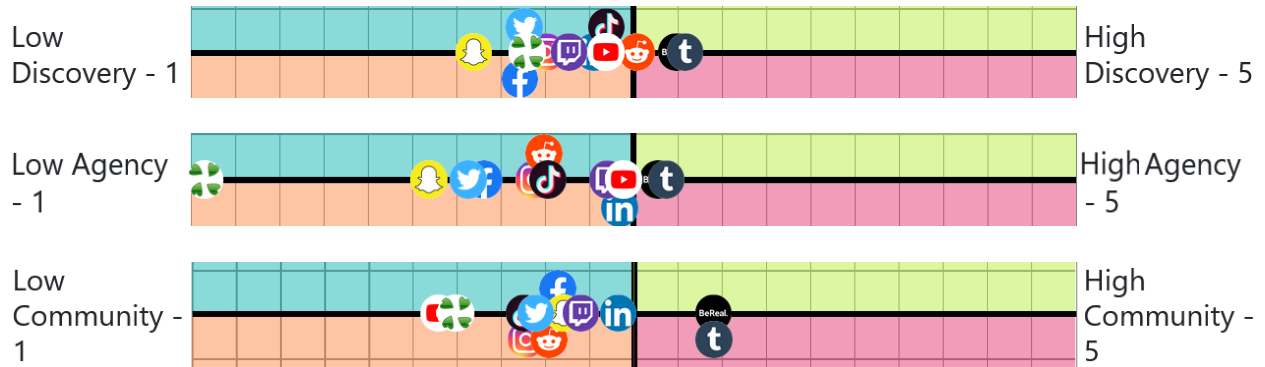 Low
Discovery - 1
High
Discovery - 5
Low Agency
- 1
High Agency
- 5
Low
Community -
1
BeReal.
High
Community -
5